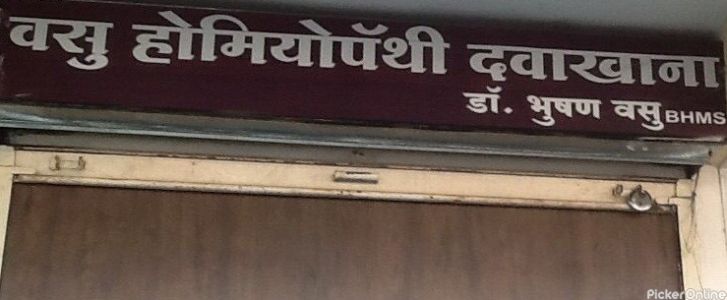 वसु होमियोपॅथी दवाखाना
डॉ. भुषण वसु BHMS
PickerOnline